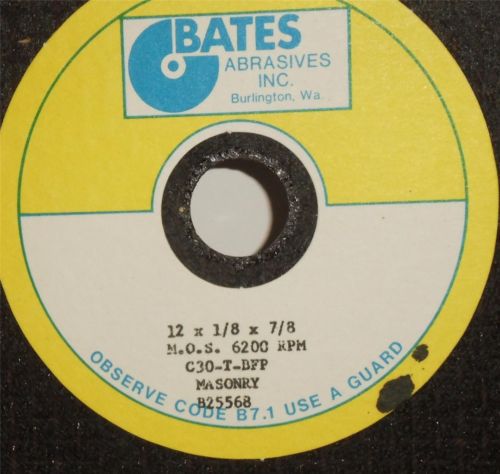 BATES
ABRASIVES
INC.
Burlington, Wa.
12 x 1/8 x 7/8
M.O.S. 6200 RPM
C30-T-BFP
MASONRY
B25568
OBSERVE CODE B7.1 USE A GUARD